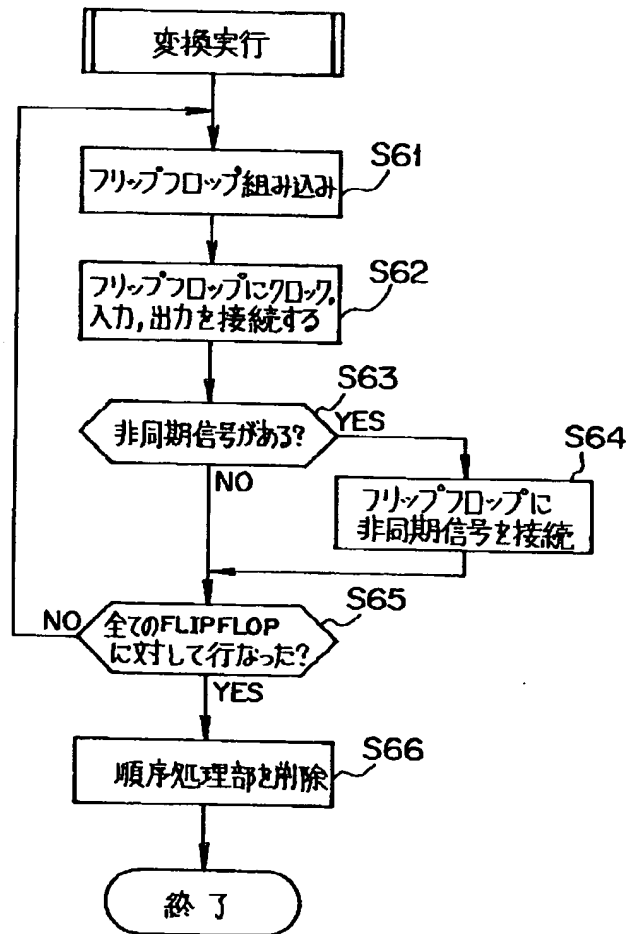 変換実行
S61
フリップフロップ組み込み
S62
フリップフロップにクロック,
入力,出力を接続する
S63
非同期信号がある?
YES
NO
S64
フリップフロップに
非同期信号を接続
S65
NO
全てのFLIPFLOP
に対して行なった?
YES
S66
順序処理部を削除
終了